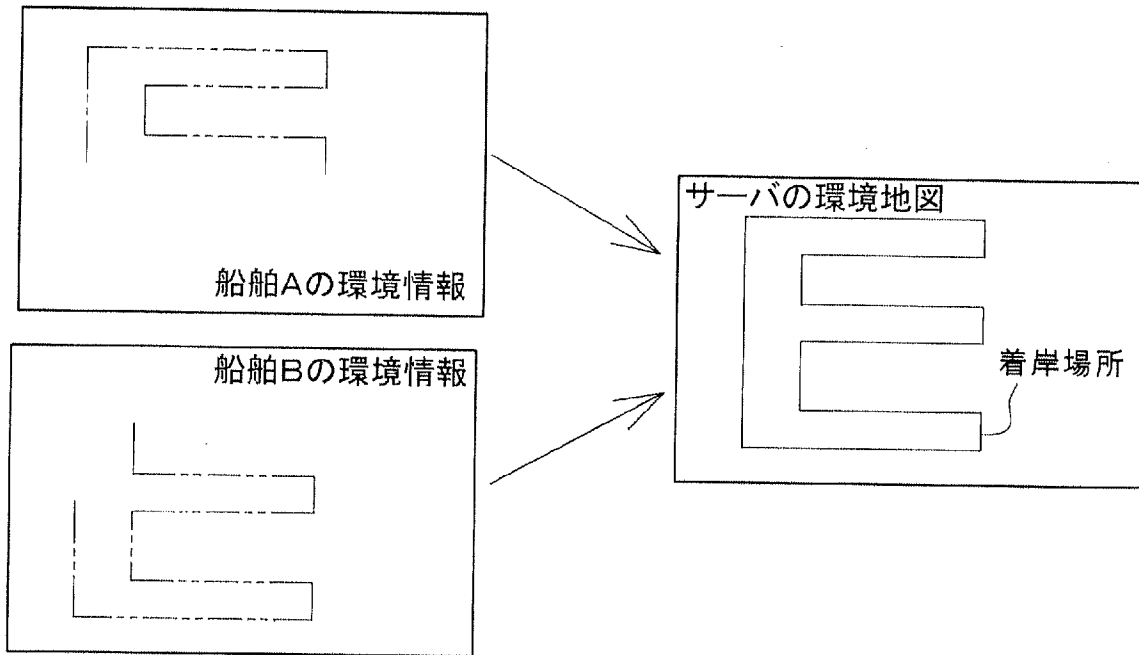 船舶Aの環境情報
船舶Bの環境情報
サーバの環境地図
着岸場所